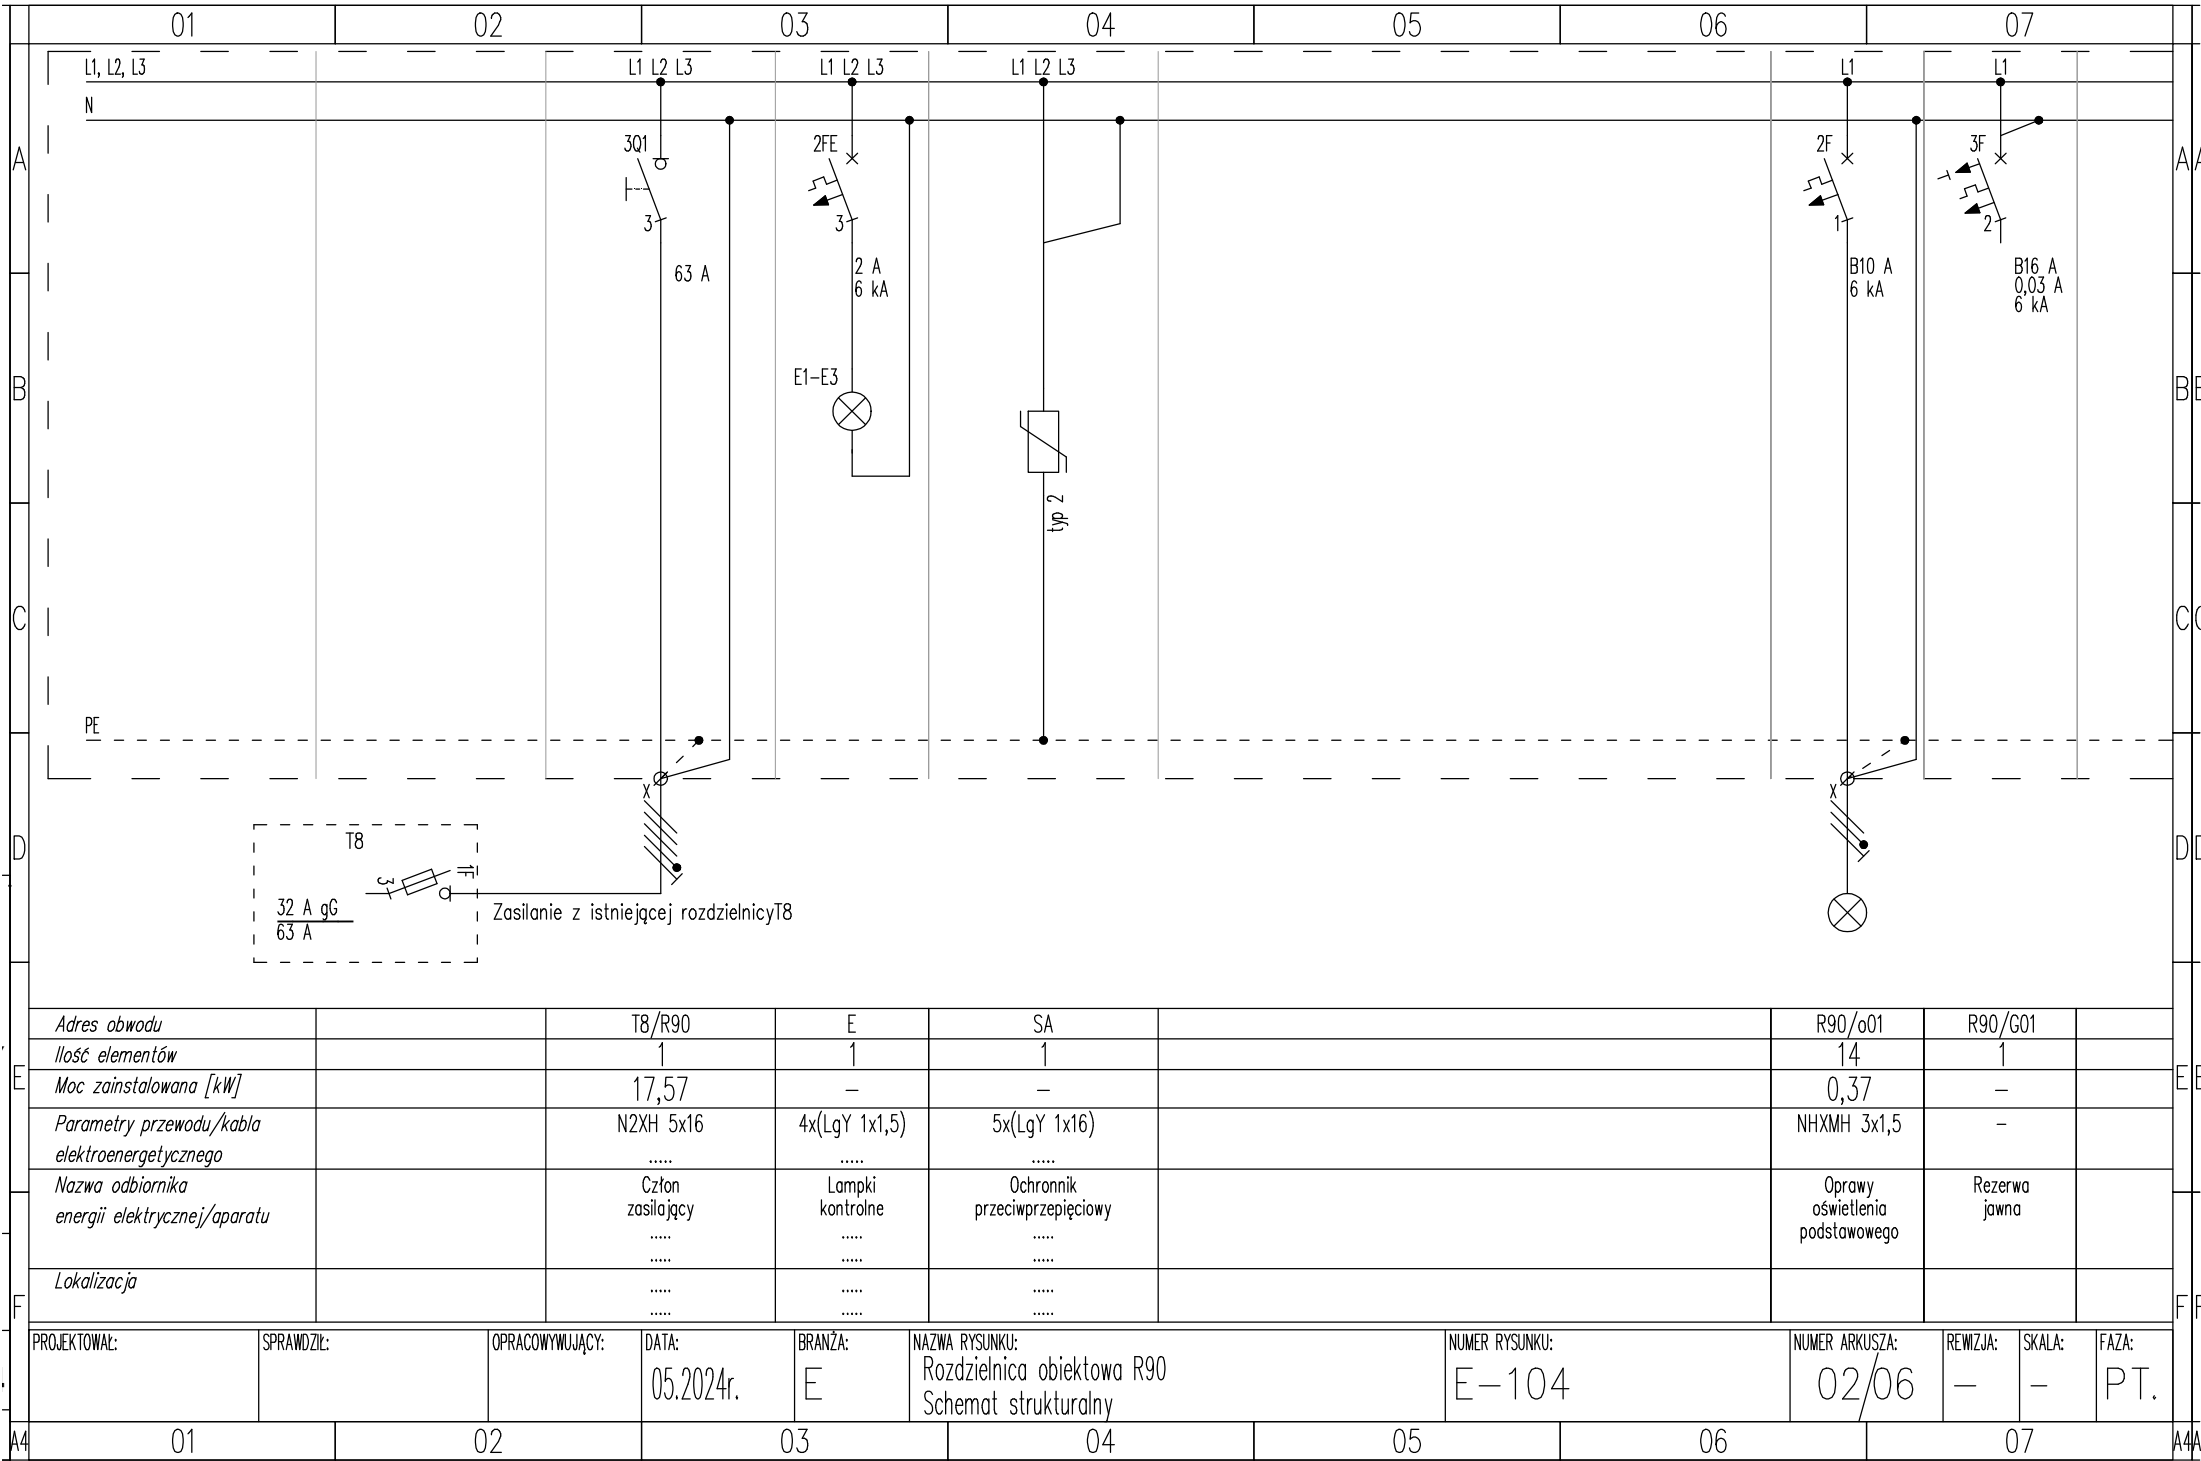 01 02 03 04 05 06 07
L1, L2, L3
L1 L2 L3
L1 L2 L3
L1 L2 L3
L1
L1
N
A
A
A
3Q1
3
63 A
2FE
3
2 A
6 kA
2F
1
B10 A
6 kA
3F
T
2
B16 A
0,03 A
6 kA
B
B
E1-E3
typ 2
C
C
PE
X
X
D
D
T8
1F
3
32 A gG
63 A
Zasilanie z istniejącej rozdzielnicyT8
E
E
Adres obwodu T8/R90 E SA R90/o01 R90/G01
Ilość elementów 1 1 1 14 1
Moc zainstalowana [kW] 17,57 – – 0,37 –
Parametry przewodu/kabla N2XH 5x16 4x(LgY 1x1,5) 5x(LgY 1x16) NHXMH 3x1,5 –
elektroenergetycznego ..... ..... .....
Nazwa odbiornika Człon Lampki Ochronnik Oprawy Rezerwa
energii elektrycznej/aparatu zasilający kontrolne przeciwprzepięciowy oświetlenia jawna
..... ..... ..... podstawowego
..... ..... .....
Lokalizacja ..... ..... .....
..... ..... .....
F
F
PROJEKTOWAŁ: SPRAWDZIŁ: OPRACOWYWUJĄCY: DATA: BRANŻA: NAZWA RYSUNKU: NUMER RYSUNKU: NUMER ARKUSZA: REWIZJA: SKALA: FAZA:
05.2024r. E Rozdzielnica obiektowa R90 E-104 02/06 – – PT.
Schemat strukturalny
A4 01 02 03 04 05 06 07 A4